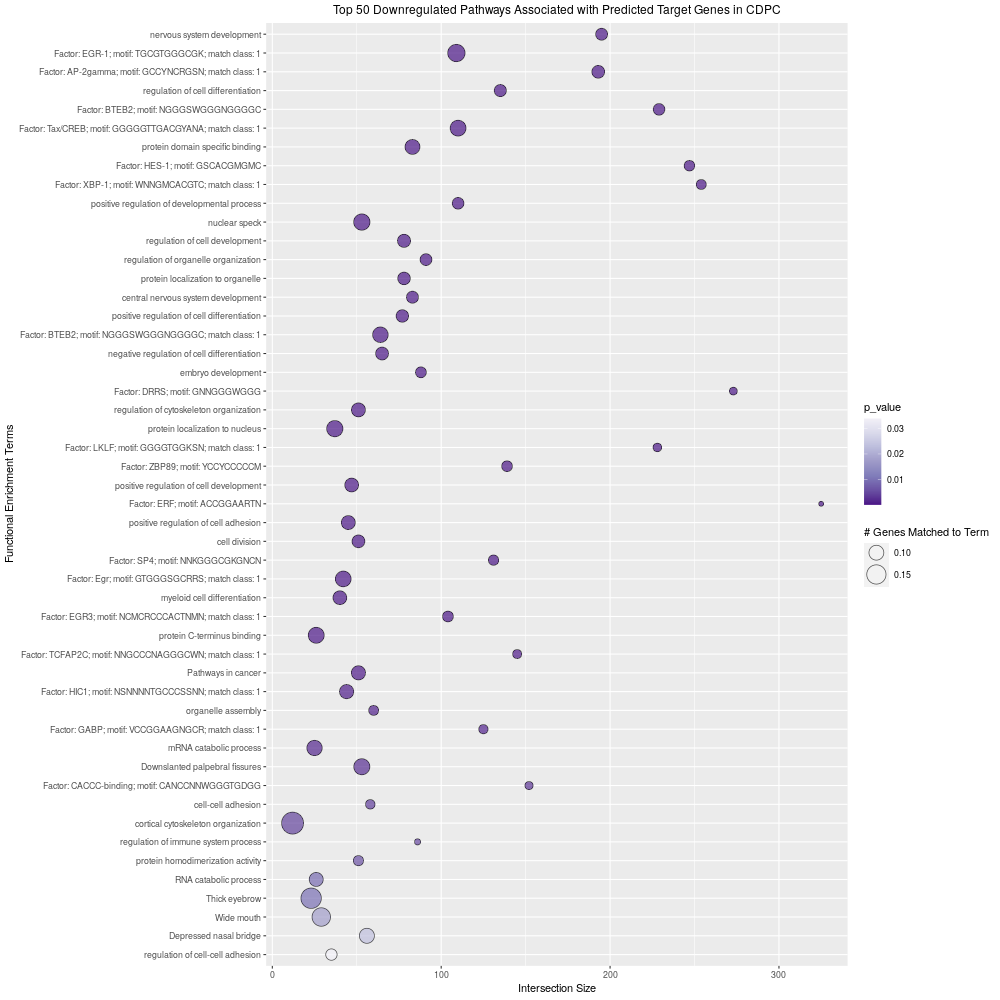 Top 50 Downregulated Pathways Associated with Predicted Target Genes in CDPC
nervous system development
Factor: EGR-1; motif: TGCGTGGGCGK; match class: 1
Factor: AP-2gamma; motif: GCCYNCRGSN; match class: 1
regulation of cell differentiation
Factor: BTEB2; motif: NGGGSWGGGNGGGGC
Factor: Tax/CREB; motif: GGGGGTTGACGYANA; match class: 1
protein domain specific binding
Factor: HES-1; motif: GSCACGMGMC
Factor: XBP-1; motif: WNNGMCACGTC; match class: 1
positive regulation of developmental process
nuclear speck
regulation of cell development
regulation of organelle organization
protein localization to organelle
central nervous system development
positive regulation of cell differentiation
Factor: BTEB2; motif: NGGGSWGGGNGGGGC; match class: 1
negative regulation of cell differentiation
embryo development
Factor: DRRS; motif: GNNGGGWGGG
regulation of cytoskeleton organization
protein localization to nucleus
Factor: LKLF; motif: GGGGTGGKSN; match class: 1
Factor: ZBP89; motif: YCCYCCCCCM
positive regulation of cell development
Factor: ERF; motif: ACCGGAARTN
positive regulation of cell adhesion
cell division
Factor: SP4; motif: NNKGGGCGKGNCN
Factor: Egr; motif: GTGGGSGCRRS; match class: 1
myeloid cell differentiation
Factor: EGR3; motif: NCMCRCCCACTNMN; match class: 1
protein C-terminus binding
Factor: TCFAP2C; motif: NNGCCCNAGGGCWN; match class: 1
Pathways in cancer
Factor: HIC1; motif: NSNNNNTGCCCSSNN; match class: 1
organelle assembly
Factor: GABP; motif: VCCGGAAGNGCR; match class: 1
mRNA catabolic process
Downslanted palpebral fissures
Factor: CACCC-binding; motif: CANCCNNWGGGTGDGG
cell-cell adhesion
cortical cytoskeleton organization
regulation of immune system process
protein homodimerization activity
RNA catabolic process
Thick eyebrow
Wide mouth
Depressed nasal bridge
regulation of cell-cell adhesion
0 100 200 300
Intersection Size
Functional Enrichment Terms
p_value
0.03
0.02
0.01
# Genes Matched to Term
0.10
0.15